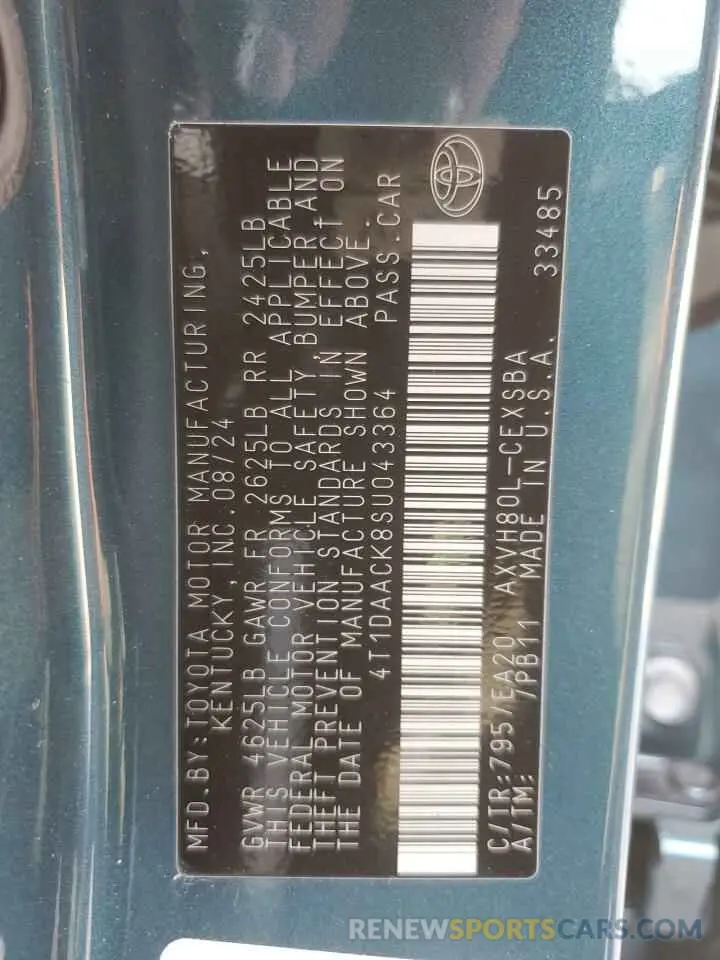 MFD.BY:TOYOTA MOTOR MANUFACTURING,
KENTUCKY,INC.08/24
GVWR 4625LB GAWR FR 2625LB RR 2425LB
THIS VEHICLE CONFORMS TO ALL APPLICABLE
FEDERAL MOTOR VEHICLE SAFETY, BUMPER AND
THEFT PREVENTION STANDARDS IN EFFECT ON
THE DATE OF MANUFACTURE SHOWN ABOVE.
4T1DAACK8SU043364 PASS.CAR
C/TR:795/EA20 AXVH80L-CEXSBA 33485
A/TM: /PB11 MADE IN U.S.A.
RENEWSPORTSCARS.COM